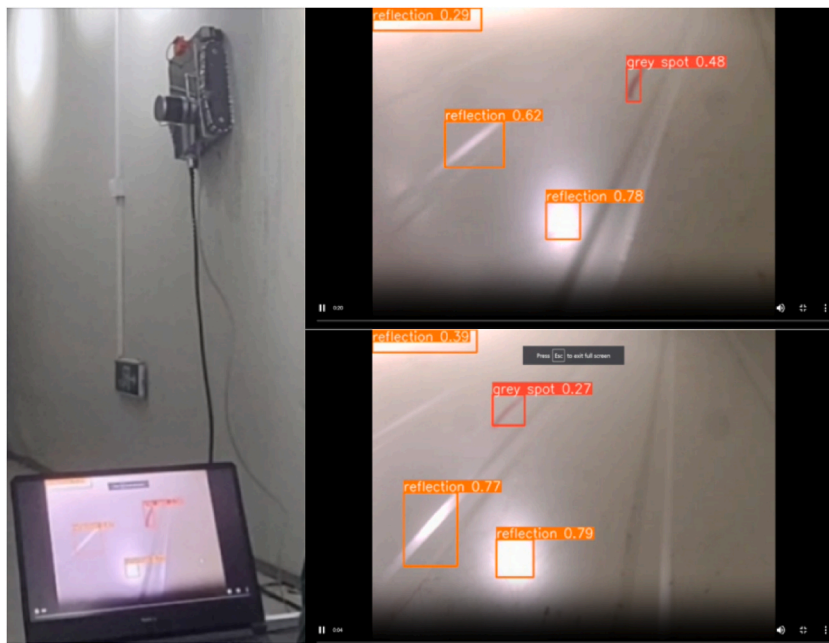 reflection 0.29
grey spot 0.48
reflection 0.62
reflection 0.78
0:20
reflection 0.39
Press Esc to exit full screen
grey spot 0.27
reflection 0.77
reflection 0.79
0:04